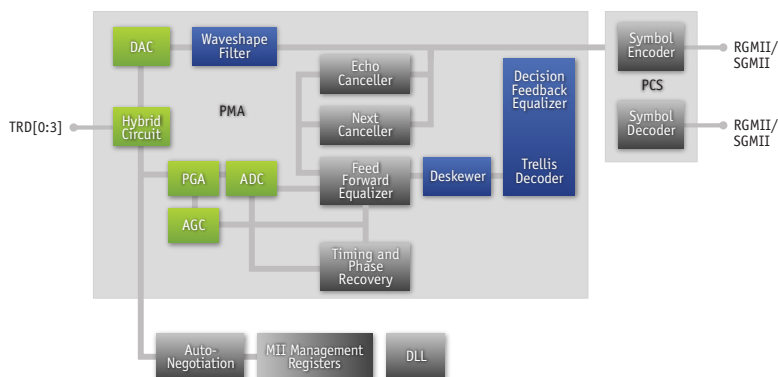 DAC
Waveshape
Filter
Echo
Canceller
Decision
Feedback
Equalizer
Symbol
Encoder
RGMII/
SGMII
PMA
PCS
TRD[0:3]
Hybrid
Circuit
Next
Canceller
Symbol
Decoder
RGMII/
SGMII
PGA
ADC
Feed
Forward
Equalizer
Deskewer
Trellis
Decoder
AGC
Timing and
Phase
Recovery
Auto-
Negotiation
MII Management
Registers
DLL